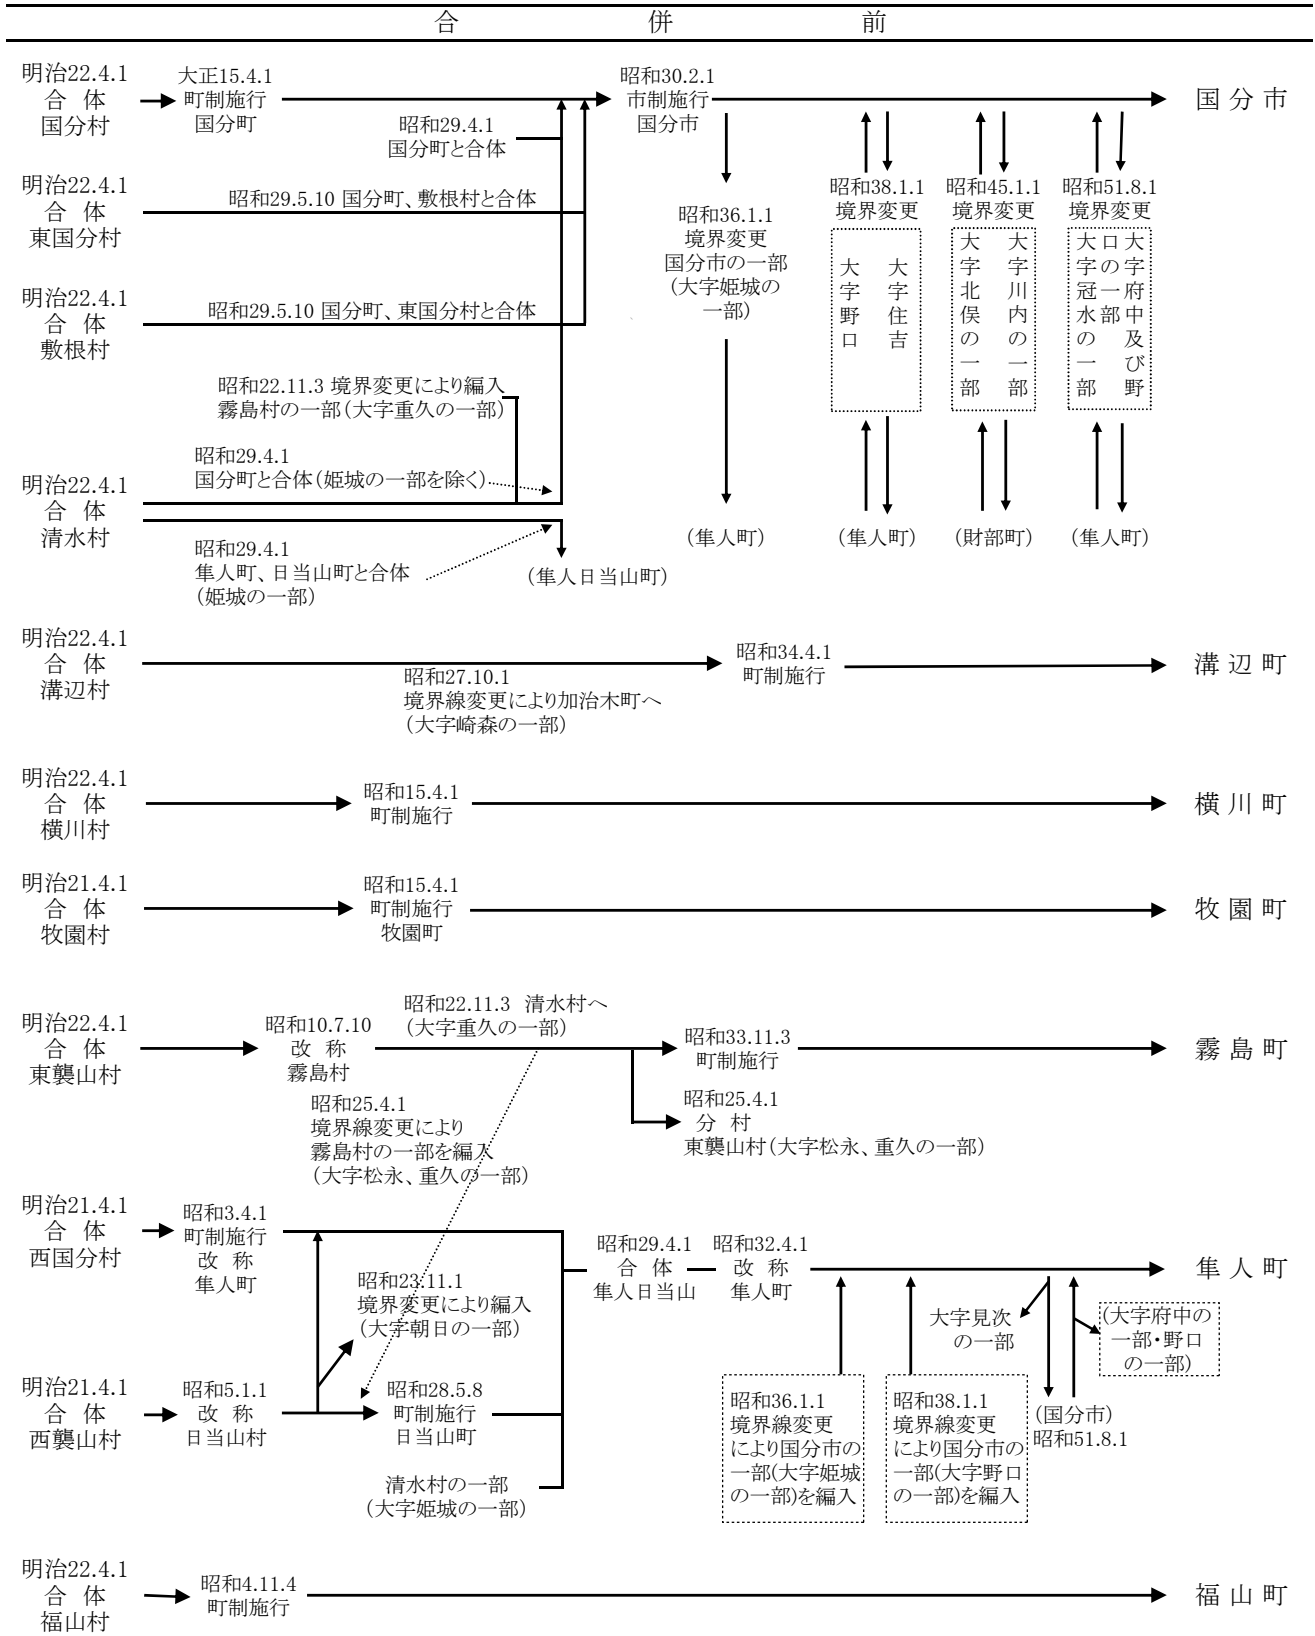 合併前
明治22.4.1
合体
国分村
大正15.4.1
町制施行
国分町
昭和29.4.1
国分町と合体
昭和30.2.1
市制施行
国分市
国分市
明治22.4.1
合体
東国分村
昭和29.5.10 国分町、敷根村と合体
明治22.4.1
合体
敷根村
昭和29.5.10 国分町、東国分村と合体
昭和36.1.1
境界変更
国分市の一部
(大字姫城の
一部)
(隼人町)
昭和38.1.1
境界変更
大字住吉
大字野口
(隼人町)
昭和45.1.1
境界変更
大字川内の一部
大字北俣の一部
(財部町)
昭和51.8.1
境界変更
大字府中及び野
口の一部
大字冠水の一部
(隼人町)
昭和22.11.3 境界変更により編入
霧島村の一部(大字重久の一部)
昭和29.4.1
国分町と合体(姫城の一部を除く)
明治22.4.1
合体
清水村
昭和29.4.1
隼人町、日当山町と合体
(姫城の一部)
(隼人日当山町)
明治22.4.1
合体
溝辺村
昭和27.10.1
境界線変更により加治木町へ
(大字崎森の一部)
昭和34.4.1
町制施行
溝辺町
明治22.4.1
合体
横川村
昭和15.4.1
町制施行
横川町
明治21.4.1
合体
牧園村
昭和15.4.1
町制施行
牧園町
牧園町
明治22.4.1
合体
東襲山村
昭和10.7.10
改称
霧島村
昭和22.11.3 清水村へ
(大字重久の一部)
昭和33.11.3
町制施行
霧島町
昭和25.4.1
分村
東襲山村(大字松永、重久の一部)
昭和25.4.1
境界線変更により
霧島村の一部を編入
(大字松永、重久の一部)
明治21.4.1
合体
西国分村
昭和3.4.1
町制施行
改称
隼人町
昭和23.11.1
境界変更により編入
(大字朝日の一部)
昭和29.4.1
合体
隼人日当山
昭和32.4.1
改称
隼人町
隼人町
大字見次
の一部
(大字府中の
一部・野口
の一部)
(国分市)
昭和51.8.1
明治21.4.1
合体
西襲山村
昭和5.1.1
改称
日当山村
昭和28.5.8
町制施行
日当山町
清水村の一部
(大字姫城の一部)
昭和36.1.1
境界線変更
により国分市の
一部(大字姫城
の一部)を編入
昭和38.1.1
境界線変更
により国分市の
一部(大字野口
の一部)を編入
明治22.4.1
合体
福山村
昭和4.11.4
町制施行
福山町